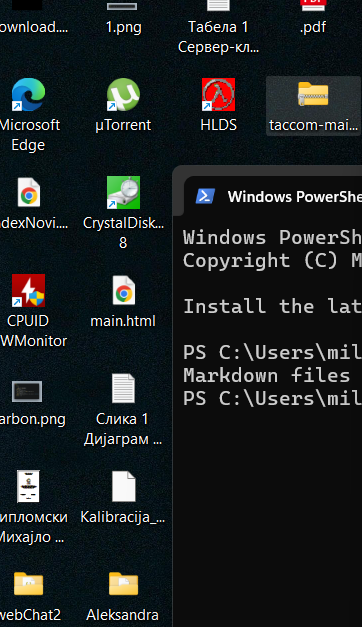 ownload....
1.png
Табела 1
Сервер-кл...
.pdf
Microsoft
Edge
µTorrent
HLDS
taccom-mai...
ndexNovi....
CrystalDisk...
8
CPUID
WMonitor
main.html
arbon.png
Слика 1
Дијаграм ...
ипломски
Михајло ...
Kalibracija_...
webChat2
Aleksandra
Windows PowerShe
Windows PowerSh
Copyright (C) M
Install the lat
PS C:\Users\mil
Markdown files
PS C:\Users\mil